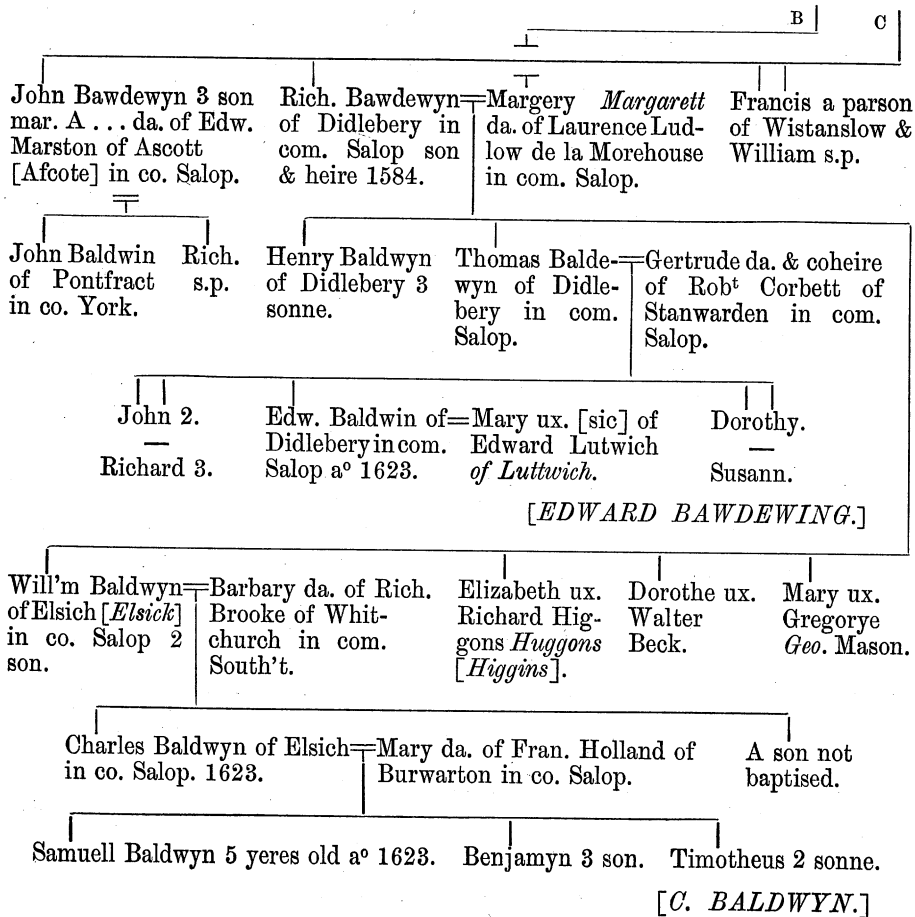 B
C
John Bawdewyn 3 son
mar. A . . . da. of Edw.
Marston of Ascott
[Afcote] in co. Salop.
Rich. Bawdewyn
of Didlebery in
com. Salop son
& heire 1584.
Margery Margarett
da. of Laurence Lud-
low de la Morehouse
in com. Salop.
Francis a parson
of Wistanslow &
William s.p.
John Baldwin
of Pontfract
in co. York.
Rich.
s.p.
Henry Baldwyn
of Didlebery 3
sonne.
Thomas Balde-
wyn of Didle-
bery in com.
Salop.
Gertrude da. & coheire
of Robt Corbett of
Stanwarden in com.
Salop.
John 2.
—
Richard 3.
Edw. Baldwin of
Didlebery in com.
Salop ao 1623.
Mary ux. [sic] of
Edward Lutwich
of Luttwich.
Dorothy.
—
Susann.
[EDWARD BAWDEWING.]
Will'm Baldwyn
of Elsich [Elsick]
in co. Salop 2
son.
Barbary da. of Rich.
Brooke of Whit-
church in com.
South't.
Elizabeth ux.
Richard Hig-
gons Huggons
[Higgins].
Dorothe ux.
Walter
Beck.
Mary ux.
Gregorye
Geo. Mason.
Charles Baldwyn of Elsich
in co. Salop. 1623.
Mary da. of Fran. Holland of
Burwarton in co. Salop.
A son not
baptised.
Samuell Baldwyn 5 yeres old ao 1623.
Benjamyn 3 son.
Timotheus 2 sonne.
[C. BALDWYN.]